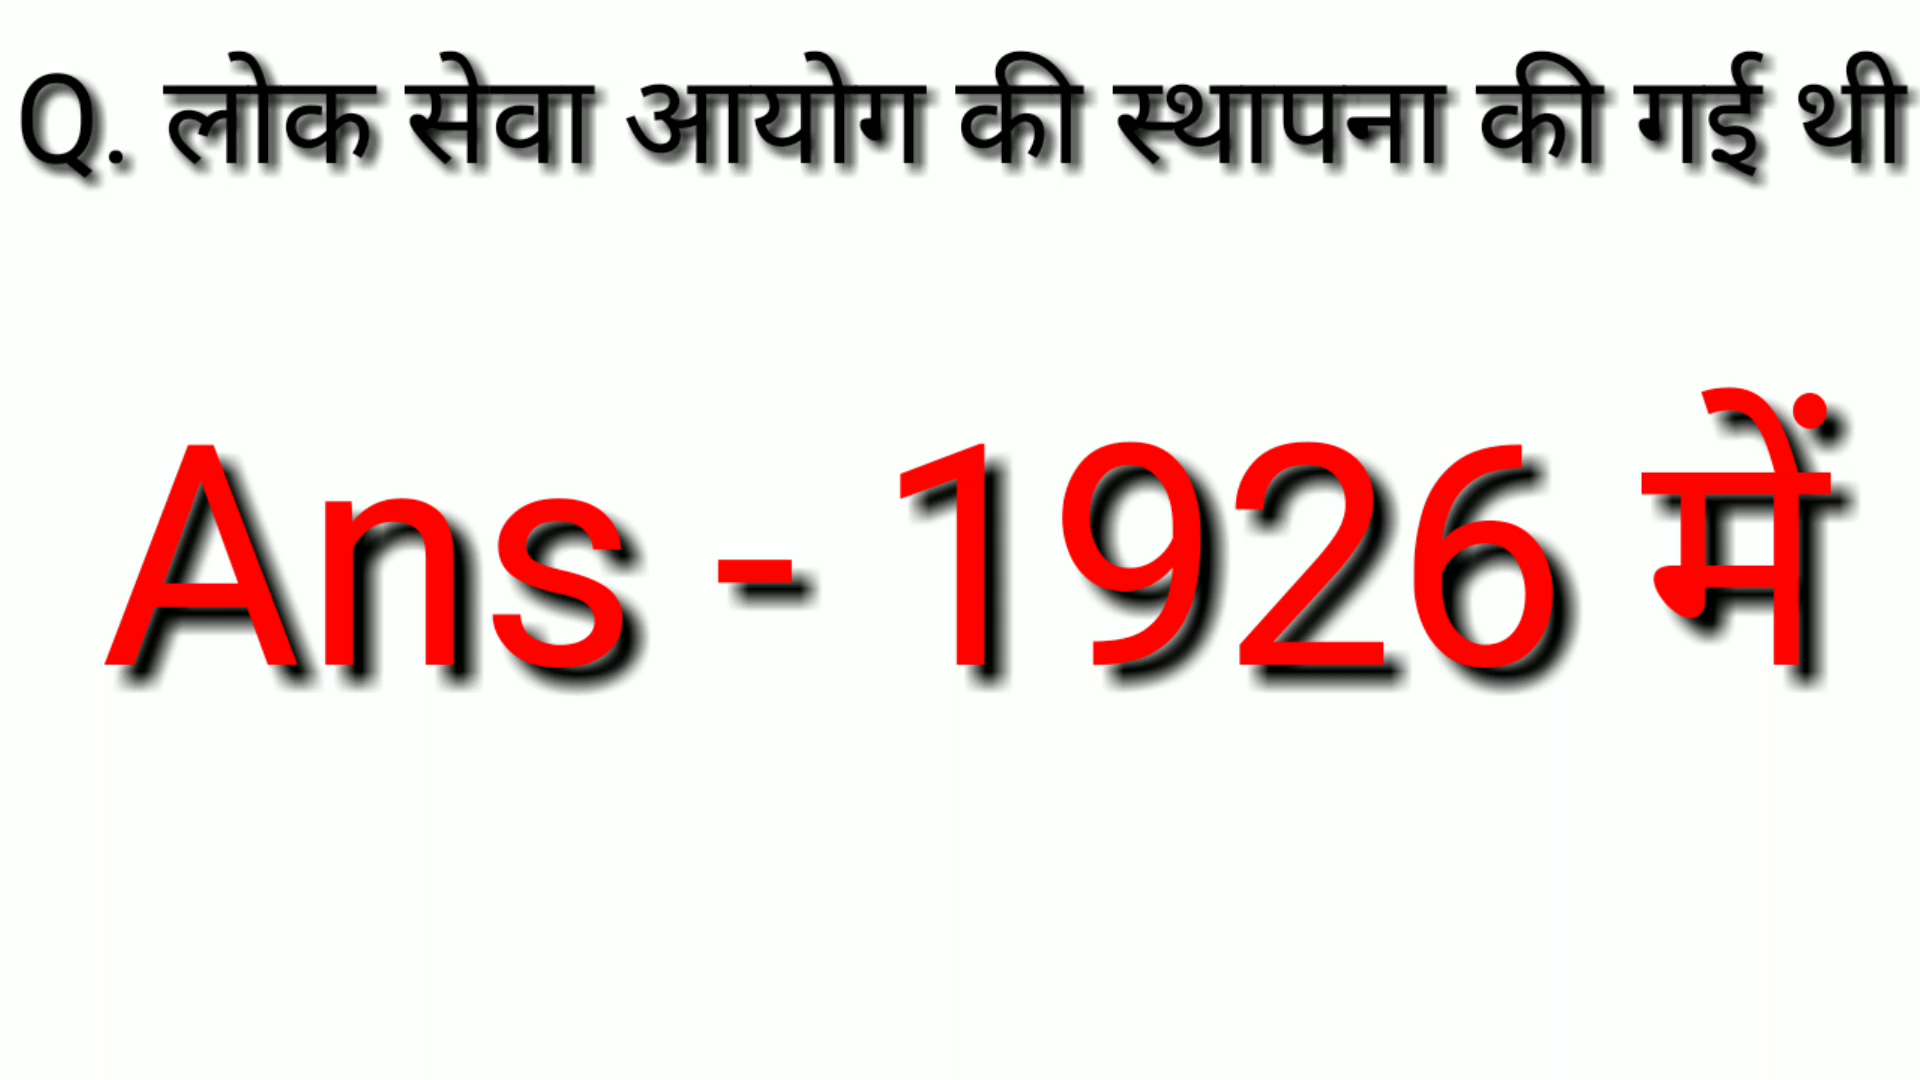 Q. लोक सेवा आयोग की स्थापना की गई थी
Ans - 1926 में